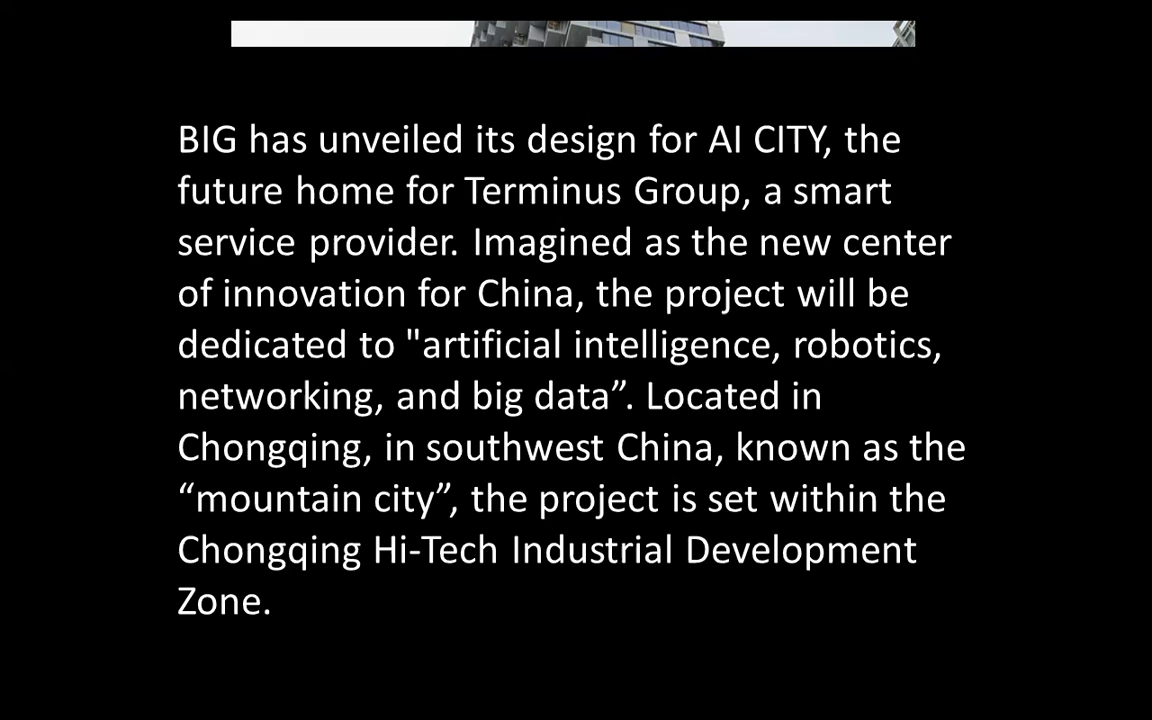 BIG has unveiled its design for AI CITY, the
future home for Terminus Group, a smart
service provider. Imagined as the new center
of innovation for China, the project will be
dedicated to "artificial intelligence, robotics,
networking, and big data”. Located in
Chongqing, in southwest China, known as the
“mountain city”, the project is set within the
Chongqing Hi-Tech Industrial Development
Zone.